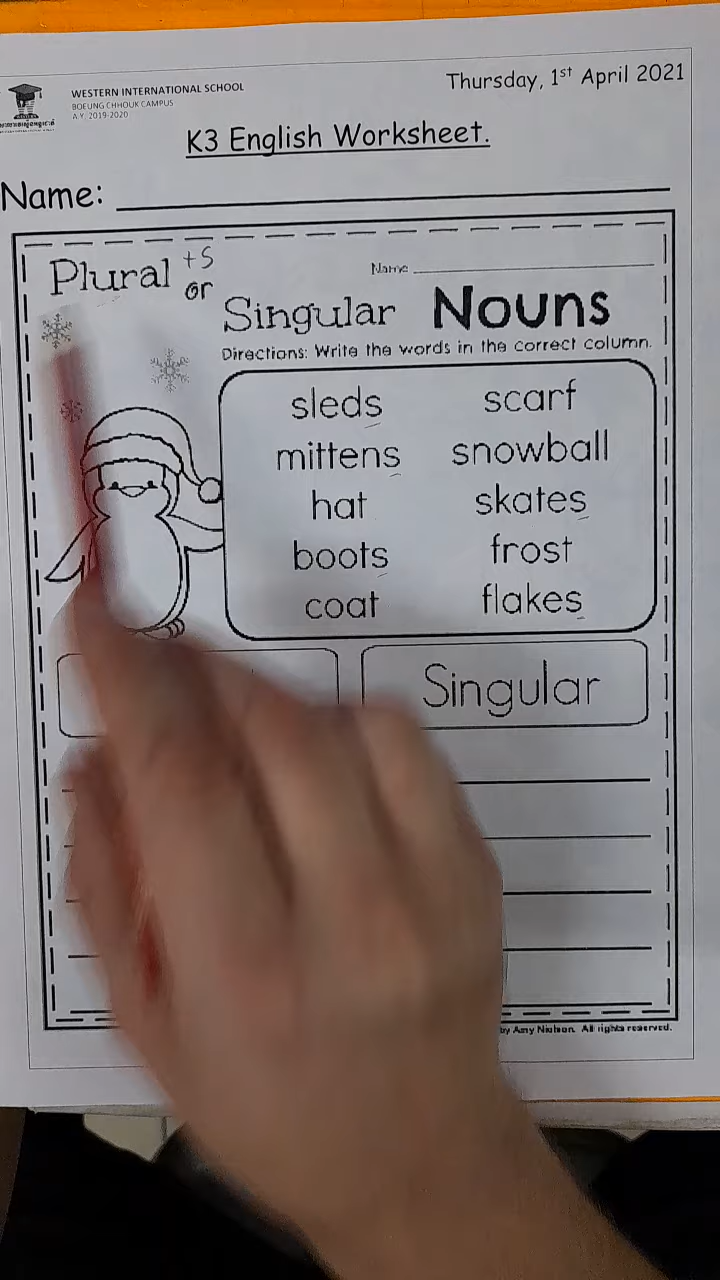 WESTERN INTERNATIONAL SCHOOL
BOEUNG CHHOUK CAMPUS
A.Y. 2019-2020
Thursday, 1st April 2021
K3 English Worksheet.
Name:
Plural +S
or
Name
Singular Nouns
Directions: Write the words in the correct column.
sleds scarf
mittens snowball
hat skates
boots frost
coat flakes
Singular
by Amy Nielson. All rights reserved.